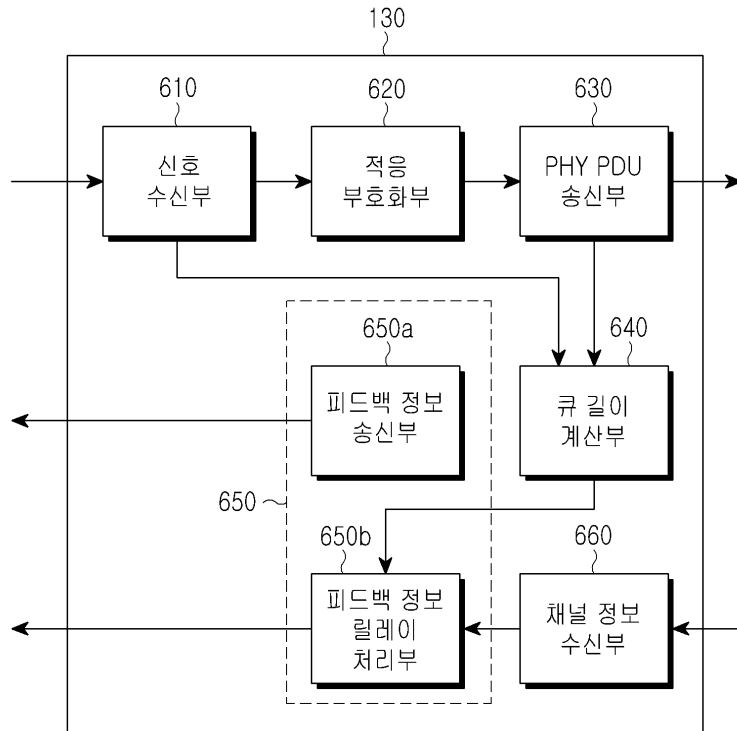 130
610
620
630
신호
수신부
적응
부호화부
PHY PDU
송신부
650a
640
피드백 정보
송신부
큐 길이
계산부
650
650b
660
피드백 정보
릴레이
처리부
채널 정보
수신부